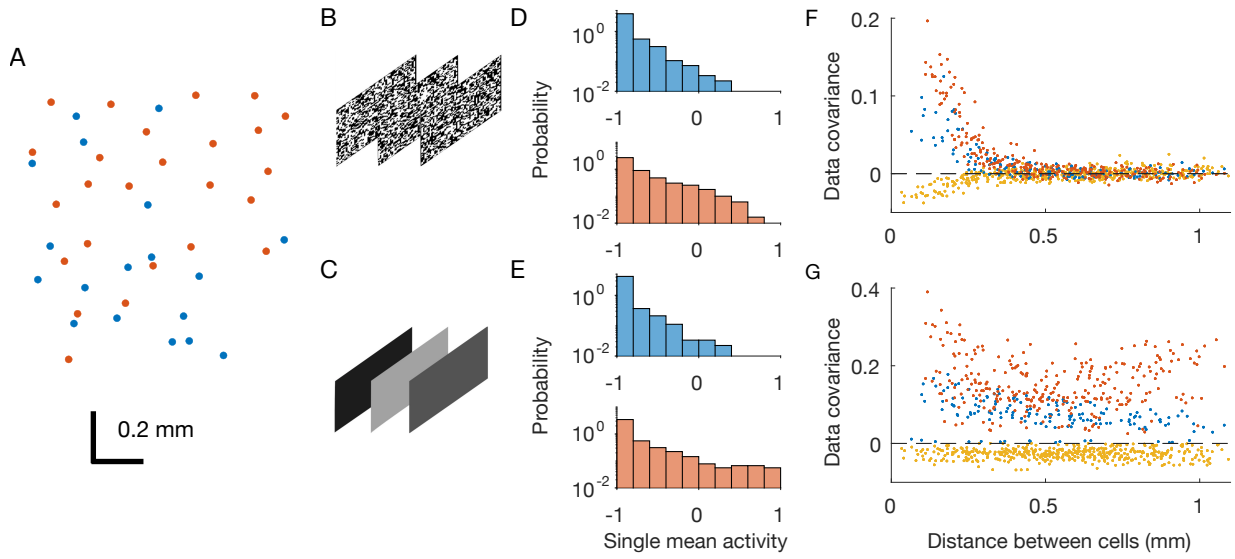 A
0.2 mm
B
C
D
Probability
10^0
10^-2
-1
0
1
10^0
10^-2
-1
0
1
E
Probability
10^0
10^-2
-1
0
1
10^0
10^-2
-1
0
1
Single mean activity
F
Data covariance
0.2
0.1
0
0
0.5
1
G
Data covariance
0.4
0.2
0
0
0.5
1
Distance between cells (mm)